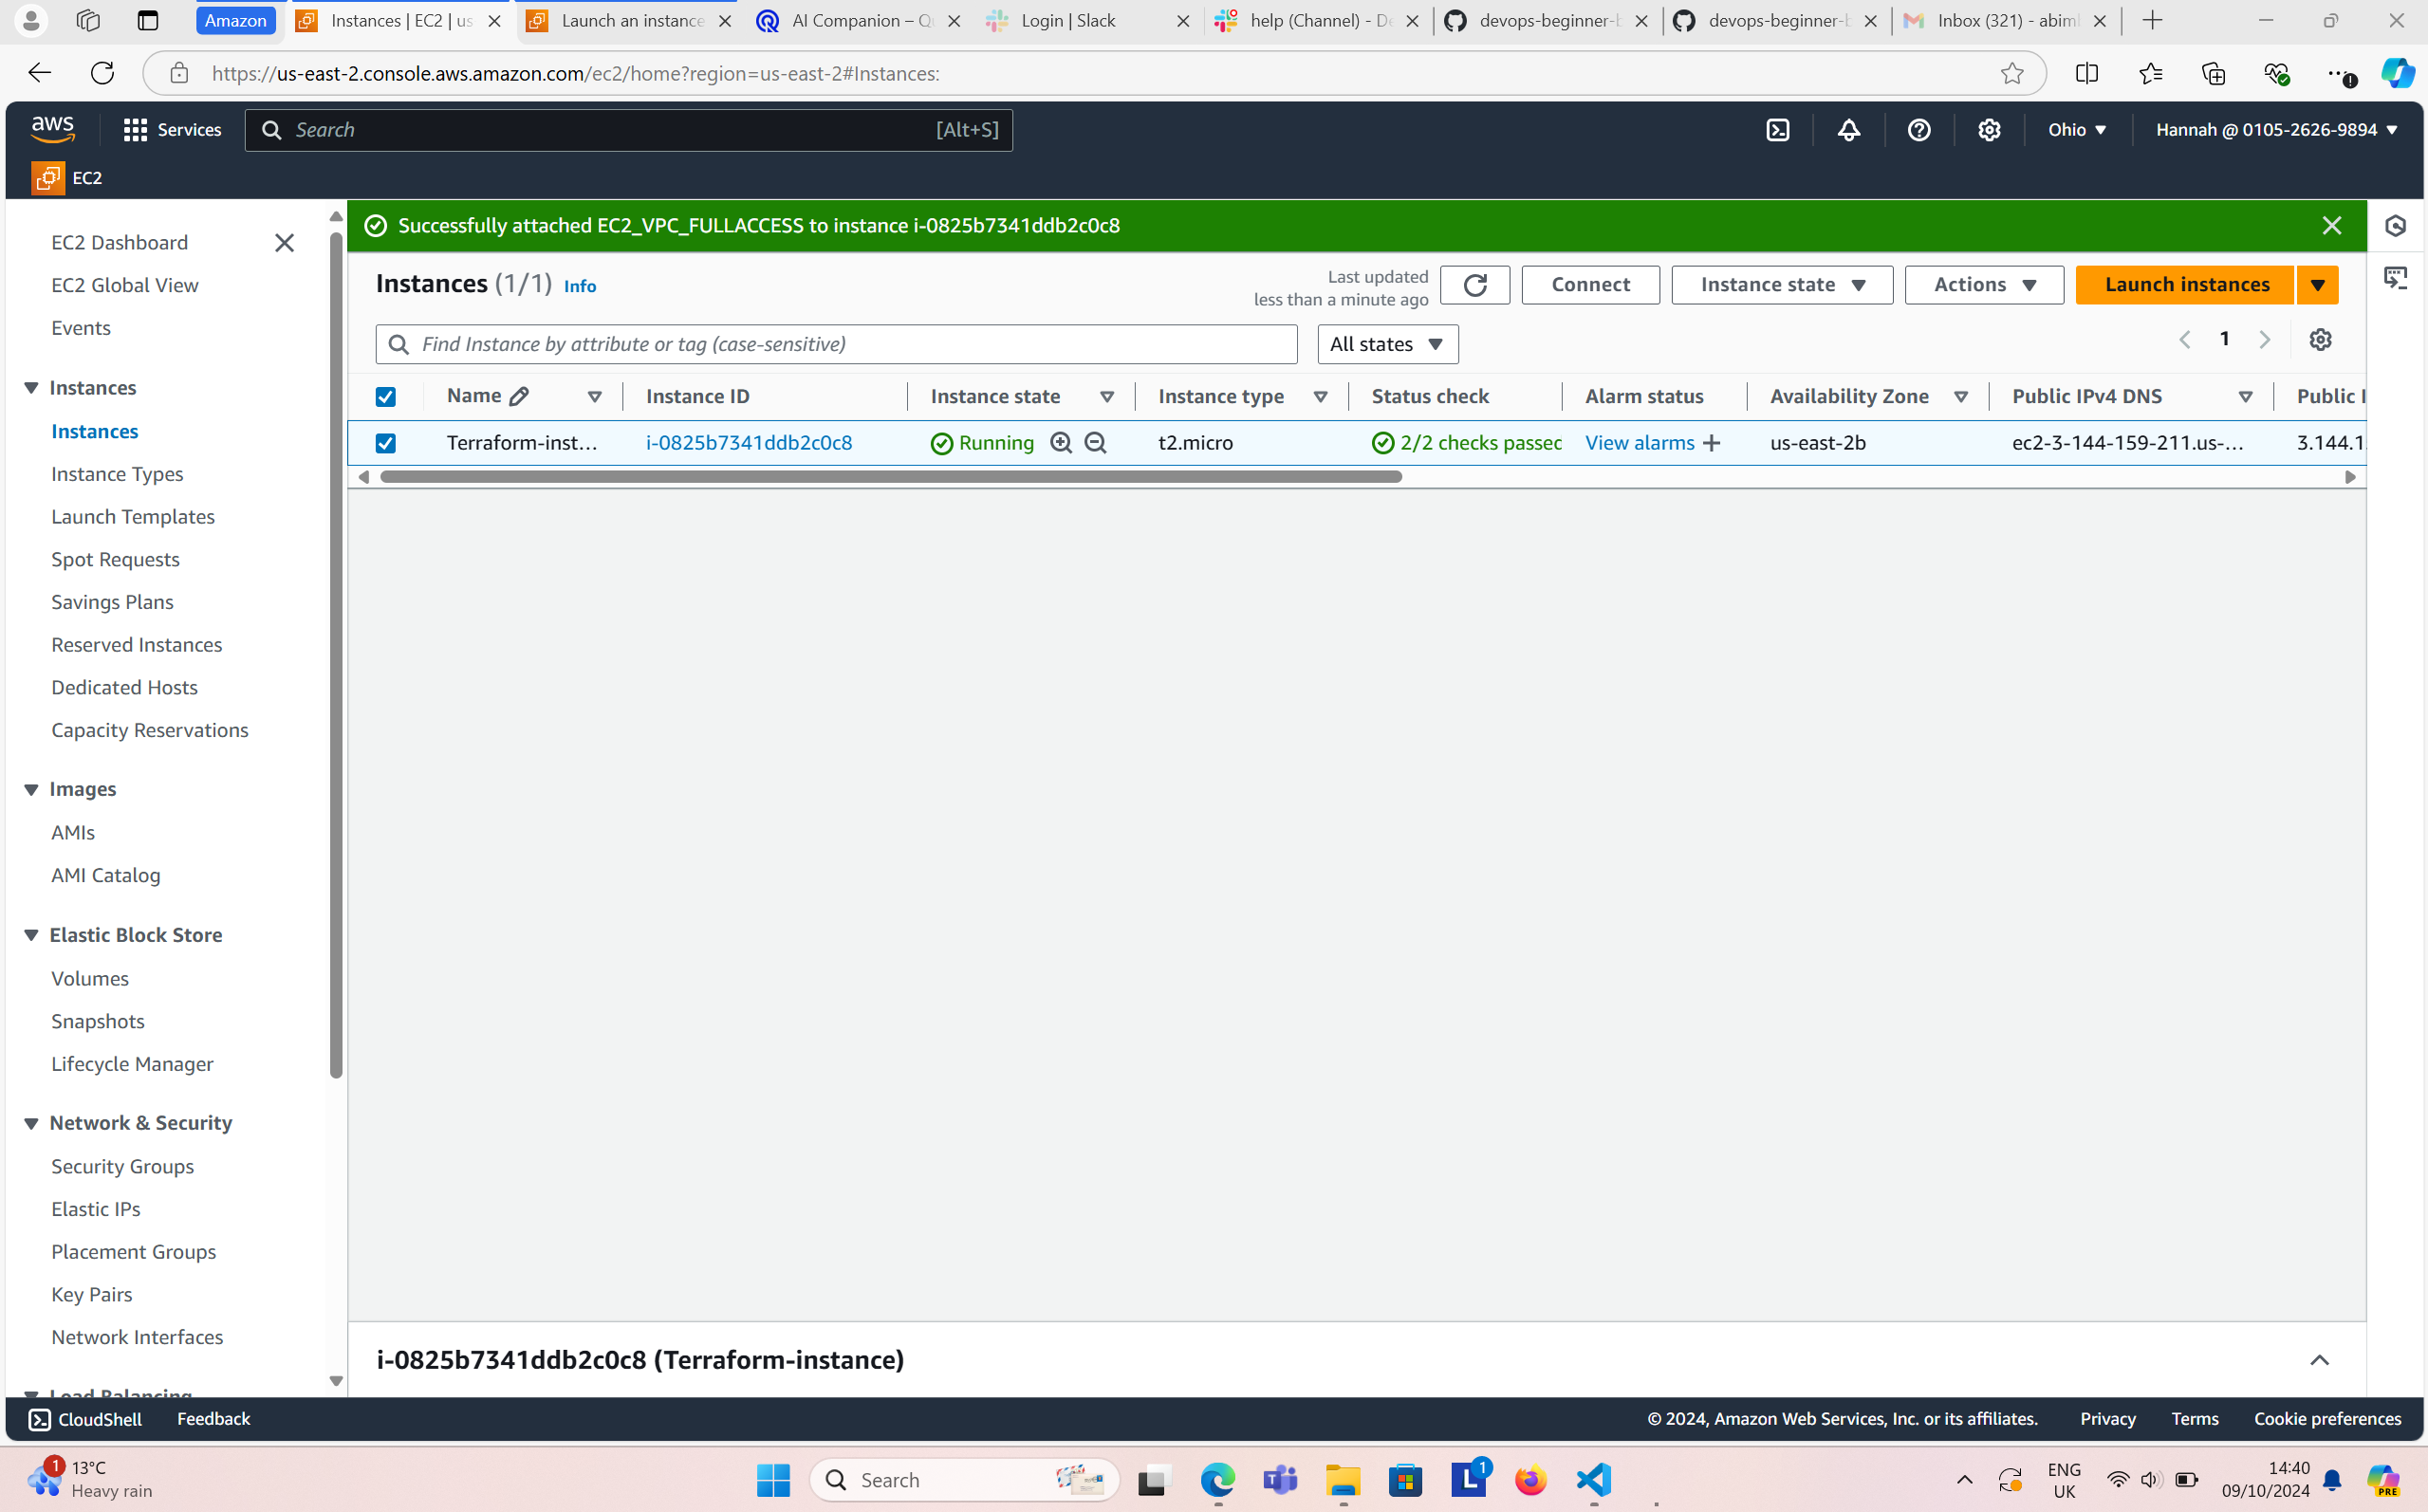 Amazon
Instances | EC2 | us
Launch an instance
AI Companion – Q
Login | Slack
help (Channel) - De
devops-beginner-b
devops-beginner-b
Inbox (321) - abiml
https://us-east-2.console.aws.amazon.com/ec2/home?region=us-east-2#Instances:
aws
Services
Search
[Alt+S]
Ohio
Hannah @ 0105-2626-9894
EC2
EC2 Dashboard
EC2 Global View
Events
Instances
Instances
Instance Types
Launch Templates
Spot Requests
Savings Plans
Reserved Instances
Dedicated Hosts
Capacity Reservations
Images
AMIs
AMI Catalog
Elastic Block Store
Volumes
Snapshots
Lifecycle Manager
Network & Security
Security Groups
Elastic IPs
Placement Groups
Key Pairs
Network Interfaces
Load Balancing
Successfully attached EC2_VPC_FULLACCESS to instance i-0825b7341ddb2c0c8
Instances (1/1) Info
Last updated
less than a minute ago
Connect
Instance state
Actions
Launch instances
Find Instance by attribute or tag (case-sensitive)
All states
1
Name Instance ID Instance state Instance type Status check Alarm status Availability Zone Public IPv4 DNS Public I
Terraform-inst... i-0825b7341ddb2c0c8 Running t2.micro 2/2 checks passec View alarms + us-east-2b ec2-3-144-159-211.us-... 3.144.1
i-0825b7341ddb2c0c8 (Terraform-instance)
CloudShell
Feedback
© 2024, Amazon Web Services, Inc. or its affiliates.
Privacy
Terms
Cookie preferences
1
13°C
Heavy rain
Search
L
1
ENG
UK
14:40
09/10/2024
PRE